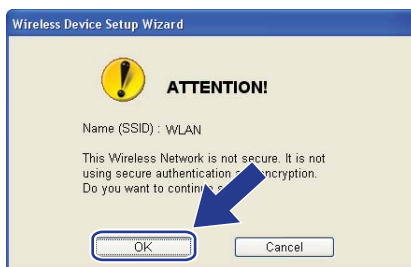 Wireless Device Setup Wizard
ATTENTION!
Name (SSID) : WLAN
This Wireless Network is not secure. It is not
using secure authentication encryption.
Do you want to
OK
Cancel